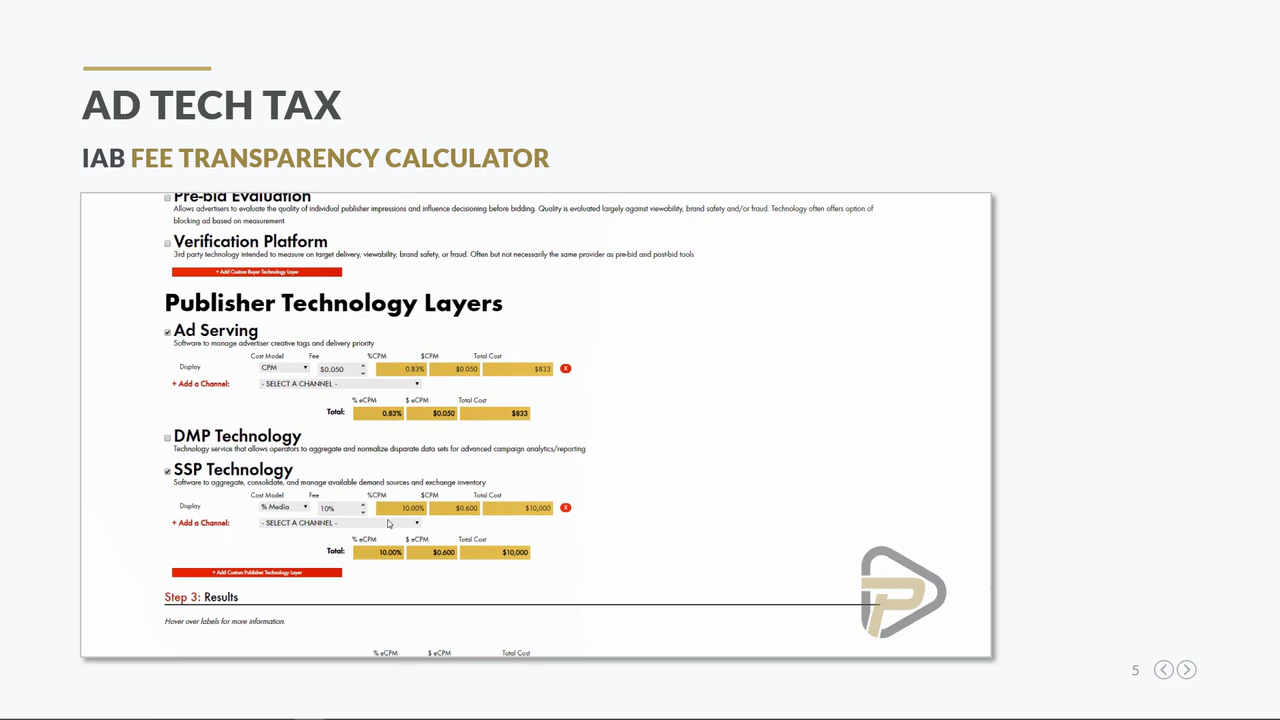 AD TECH TAX
IAB FEE TRANSPARENCY CALCULATOR
Pre-bid Evaluation
Allows advertisers to evaluate the quality of individual publisher impressions and influence decisioning before bidding. Quality is evaluated largely against viewability, brand safety and/or fraud. Technology often offers option of
blocking ad based on measurement
Verification Platform
3rd party technology intended to measure on target delivery, viewability, brand safety, or fraud. Often but not necessarily the same provider as pre-bid and post-bid tools
+ Add Custom Buyer Technology Layer
Publisher Technology Layers
Ad Serving
Software to manage advertiser creative tags and delivery priority
Cost Model Fee %CPM $CPM Total Cost
Display CPM $0.050 0.83% $0.050 $833 X
+ Add a Channel: - SELECT A CHANNEL -
% eCPM $ eCPM Total Cost
Total: 0.83% $0.050 $833
DMP Technology
Technology service that allows operators to aggregate and normalize disparate data sets for advanced campaign analytics/reporting
SSP Technology
Software to aggregate, consolidate, and manage available demand sources and exchange inventory
Cost Model Fee %CPM $CPM Total Cost
Display % Media 10% 10.00% $0.600 $10,000 X
+ Add a Channel: - SELECT A CHANNEL -
% eCPM $ eCPM Total Cost
Total: 10.00% $0.600 $10,000
+ Add Custom Publisher Technology Layer
Step 3: Results
Hover over labels for more information.
% eCPM $ eCPM Total Cost
P
5